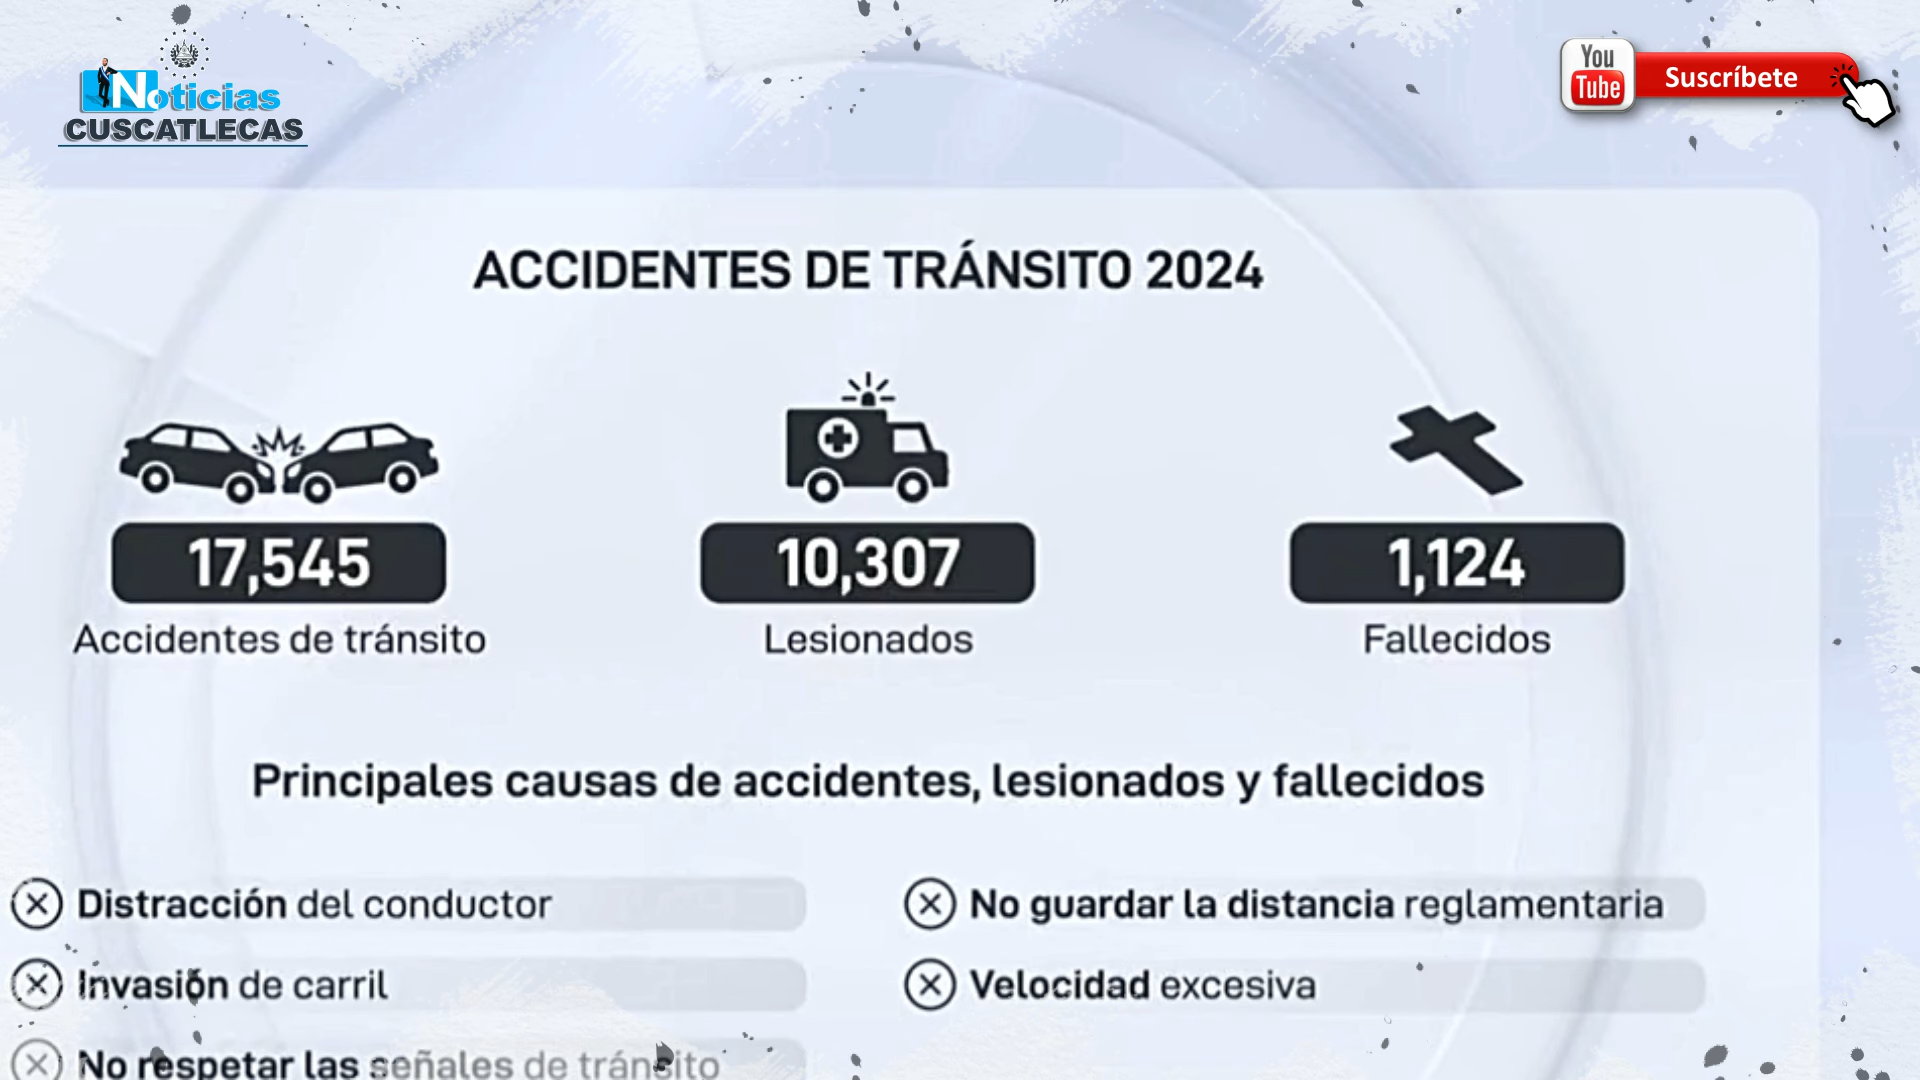 Noticias
CUSCATLECAS
You
Tube
Suscríbete
ACCIDENTES DE TRÁNSITO 2024
17,545
10,307
1,124
Accidentes de tránsito
Lesionados
Fallecidos
Principales causas de accidentes, lesionados y fallecidos
Distracción del conductor
No guardar la distancia reglamentaria
Invasión de carril
Velocidad excesiva
No respetar las señales de tránsito